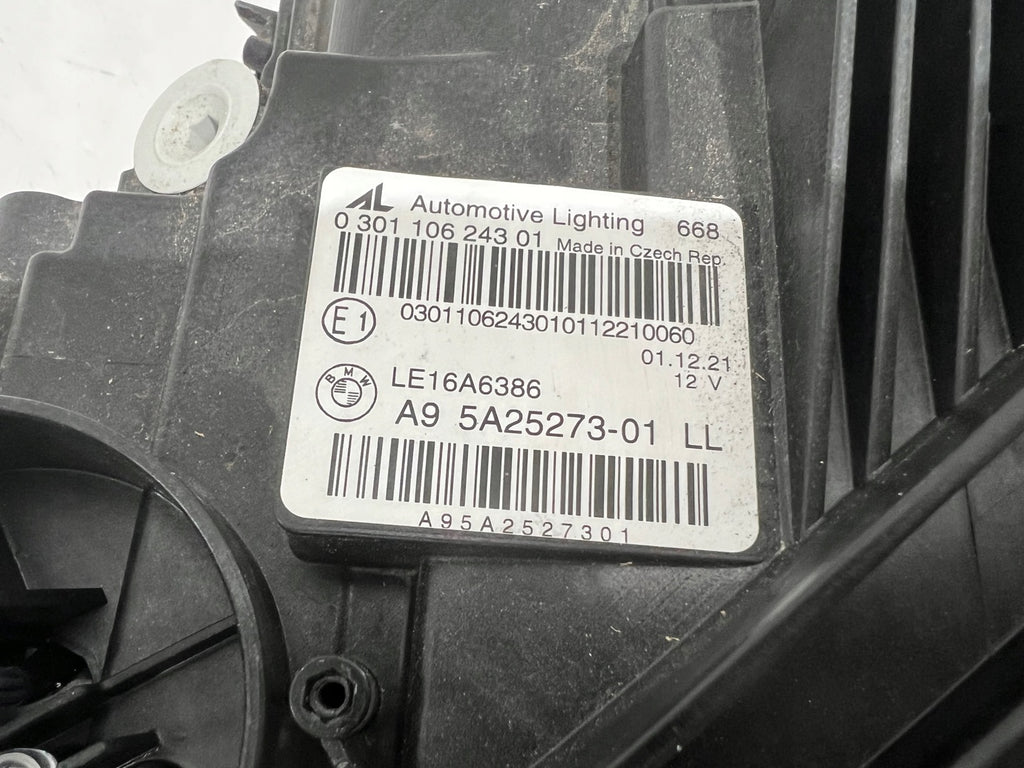 AL Automotive Lighting 668
0 301 106 243 01 Made in Czech Rep.
0301106243010112210060
E1
01.12.21
12 V
BMW
LE16A6386
A9 5A25273-01 LL
A95A2527301